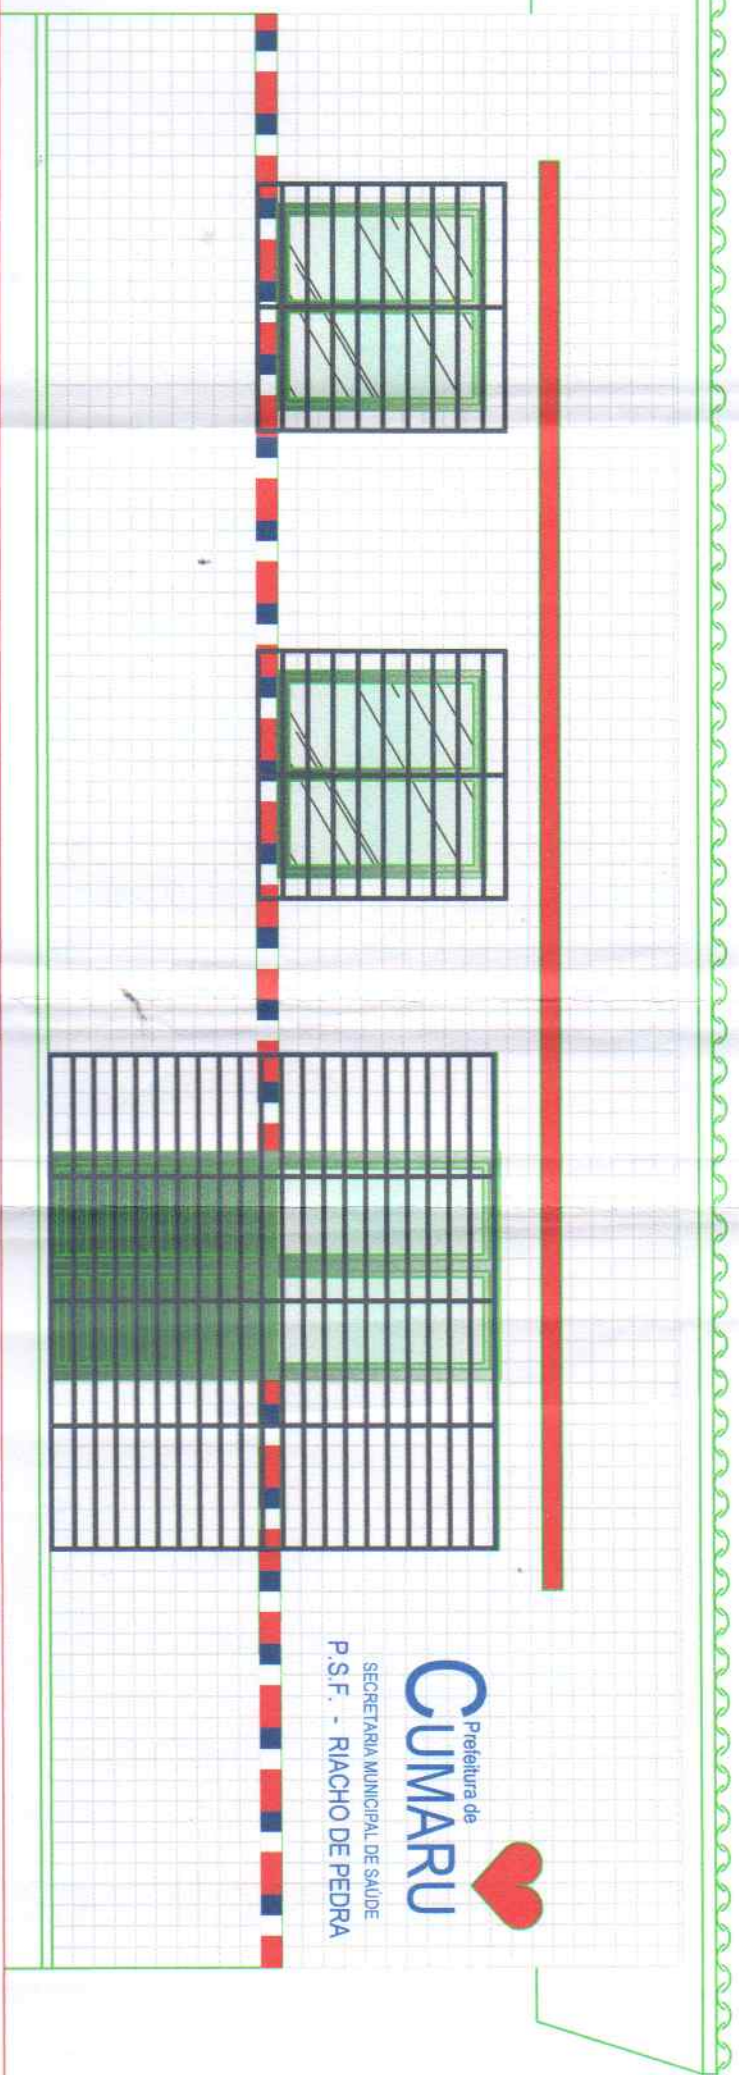 Prefeitura de
CUMARU
SECRETARIA MUNICIPAL DE SAÚDE
P.S.F. - RIACHO DE PEDRA